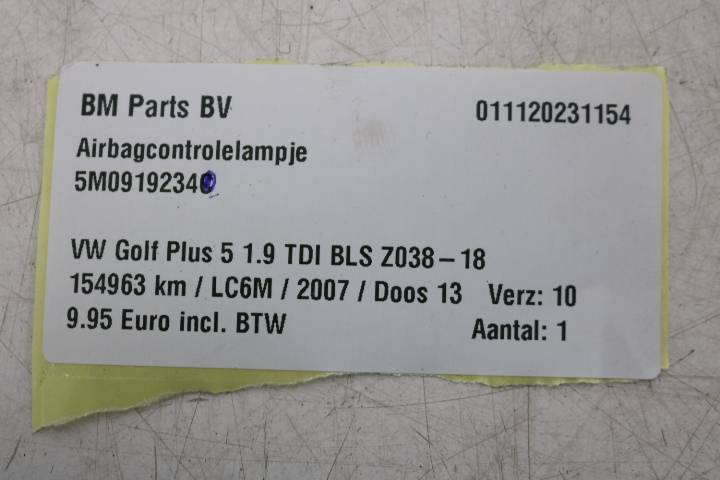 BM Parts BV 011120231154
Airbagcontrolelampje
5M0919234
VW Golf Plus 5 1.9 TDI BLS Z038-18
154963 km / LC6M / 2007 / Doos 13 Verz: 10
9.95 Euro incl. BTW Aantal: 1